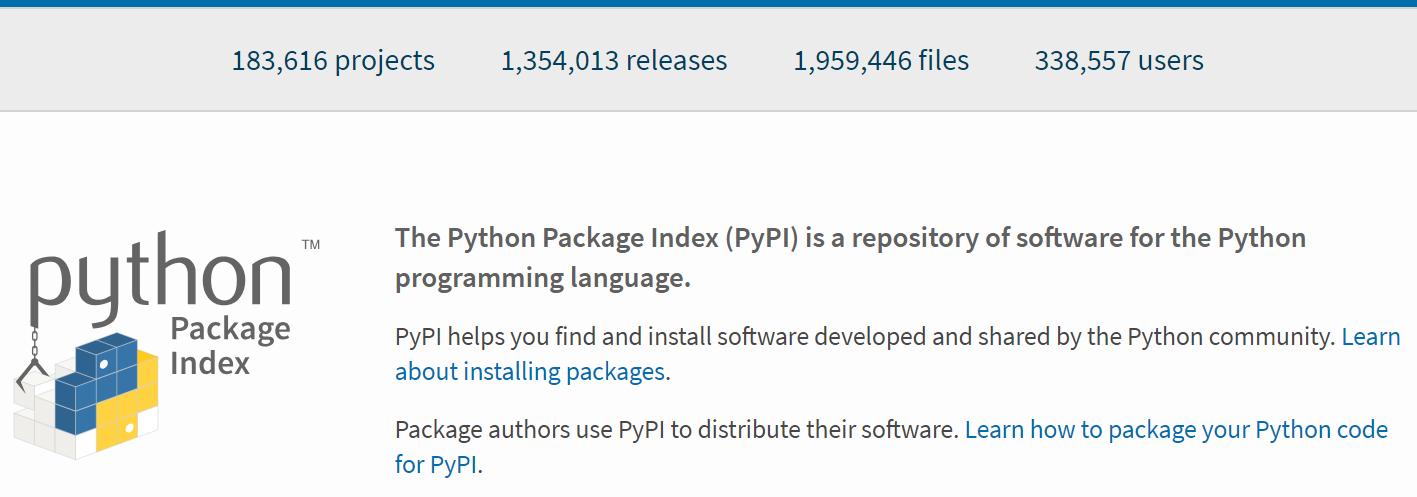 183,616 projects 1,354,013 releases 1,959,446 files 338,557 users
python™
Package
Index
The Python Package Index (PyPI) is a repository of software for the Python
programming language.
PyPI helps you find and install software developed and shared by the Python community. Learn
about installing packages.
Package authors use PyPI to distribute their software. Learn how to package your Python code
for PyPI.